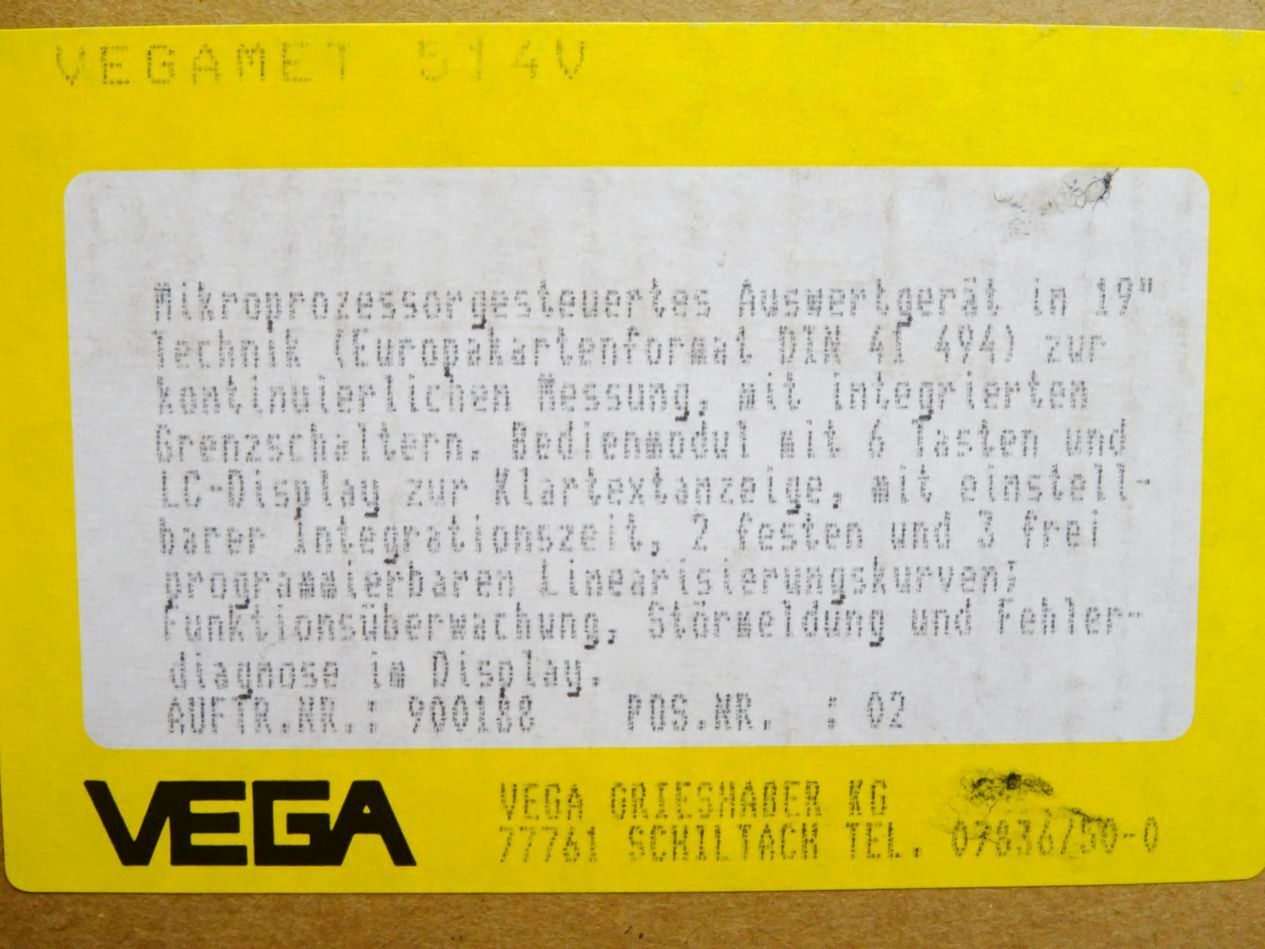 VEGAMET 514V
Mikroprozessorgesteuertes Auswertgerät in 19"
Technik (Europakartenformat DIN 41 494) zur
kontinuierlichen Messung, mit integrierten
Grenzschaltern. Bedienmodul mit 6 Tasten und
LC-Display zur Klartextanzeige, mit einstell-
barer Integrationszeit, 2 festen und 3 frei
programmierbaren Linearisierungskurven;
Funktionsüberwachung, Störmeldung und Fehler-
diagnose im Display.
AUFTR.NR.: 900188 POS.NR. : 02
VEGA
VEGA GRIESHABER KG
77761 SCHILTACH TEL. 07836/50-0